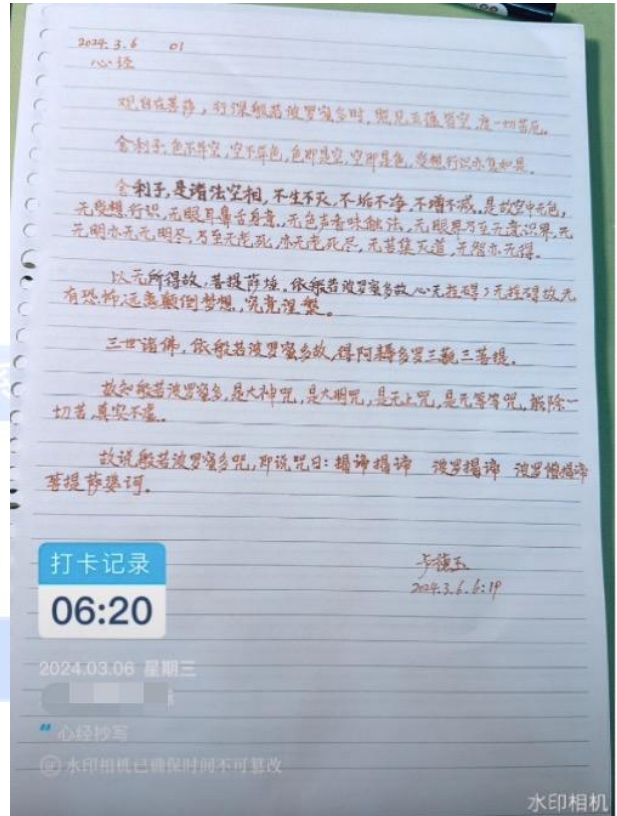 2024.3.6 01
心经
观自在菩萨，行深般若波罗蜜多时，照见五蕴皆空，度一切苦厄。
舍利子，色不异空，空不异色，色即是空，空即是色，受想行识亦复如是。
舍利子，是诸法空相，不生不灭，不垢不净，不增不减，是故空中无色，
无受想行识，无眼耳鼻舌身意，无色声香味触法，无眼界乃至无意识界，无
无明亦无无明尽，乃至无老死，亦无老死尽，无苦集灭道，无智亦无得。
以无所得故，菩提萨埵，依般若波罗蜜多故，心无挂碍；无挂碍故无
有恐怖远离颠倒梦想，究竟涅槃。
三世诸佛，依般若波罗蜜多故，得阿耨多罗三藐三菩提。
故知般若波罗蜜多，是大神咒，是大明咒，是无上咒，是无等等咒，能除一
切苦，真实不虚。
故说般若波罗蜜多咒，即说咒曰：揭谛揭谛 波罗揭谛 波罗僧揭谛
菩提萨婆诃。
2024.3.6.6:19
打卡记录
06:20
2024.03.06 星期三
心经抄写
水印相机已确保时间不可篡改
水印相机